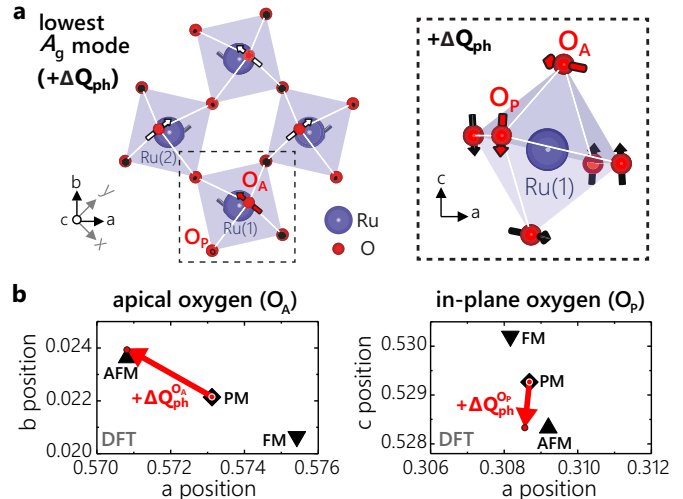 a
lowest
Ag mode
(+ΔQph)
Ru(2)
OA
Ru(1)
OP
b
c
a
y
x
Ru
O
+ΔQph
OA
OP
Ru(1)
c
a
b
apical oxygen (OA)
b position
0.024
0.022
0.020
AFM
PM
+ΔQph^OA
FM
DFT
0.570
0.572
0.574
0.576
a position
in-plane oxygen (OP)
c position
0.530
0.529
0.528
FM
PM
+ΔQph^OP
AFM
DFT
0.306
0.308
0.310
0.312
a position